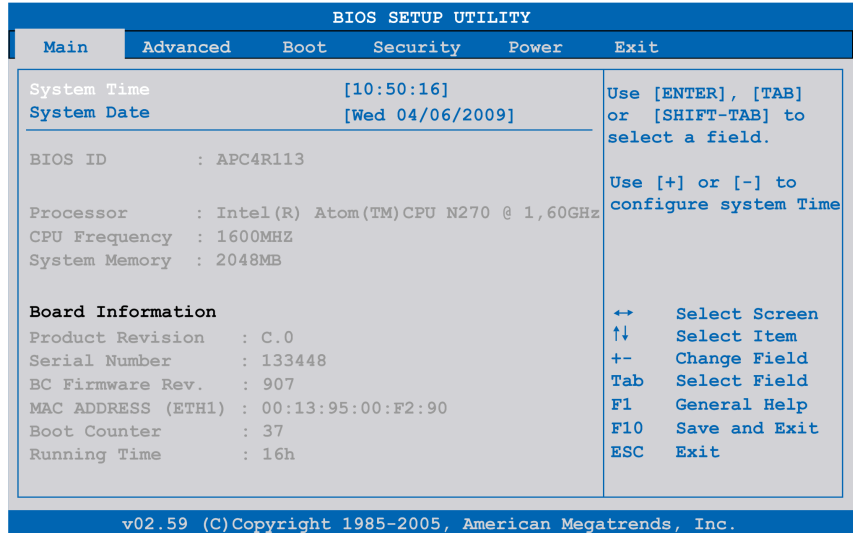 BIOS SETUP UTILITY
Main Advanced Boot Security Power Exit
System Time [10:50:16]
System Date [Wed 04/06/2009]
BIOS ID : APC4R113
Processor : Intel(R) Atom(TM)CPU N270 @ 1,60GHz
CPU Frequency : 1600MHZ
System Memory : 2048MB
Board Information
Product Revision : C.0
Serial Number : 133448
BC Firmware Rev. : 907
MAC ADDRESS (ETH1) : 00:13:95:00:F2:90
Boot Counter : 37
Running Time : 16h
Use [ENTER], [TAB]
or [SHIFT-TAB] to
select a field.
Use [+] or [-] to
configure system Time
↔ Select Screen
↑↓ Select Item
+- Change Field
Tab Select Field
F1 General Help
F10 Save and Exit
ESC Exit
v02.59 (C)Copyright 1985-2005, American Megatrends, Inc.